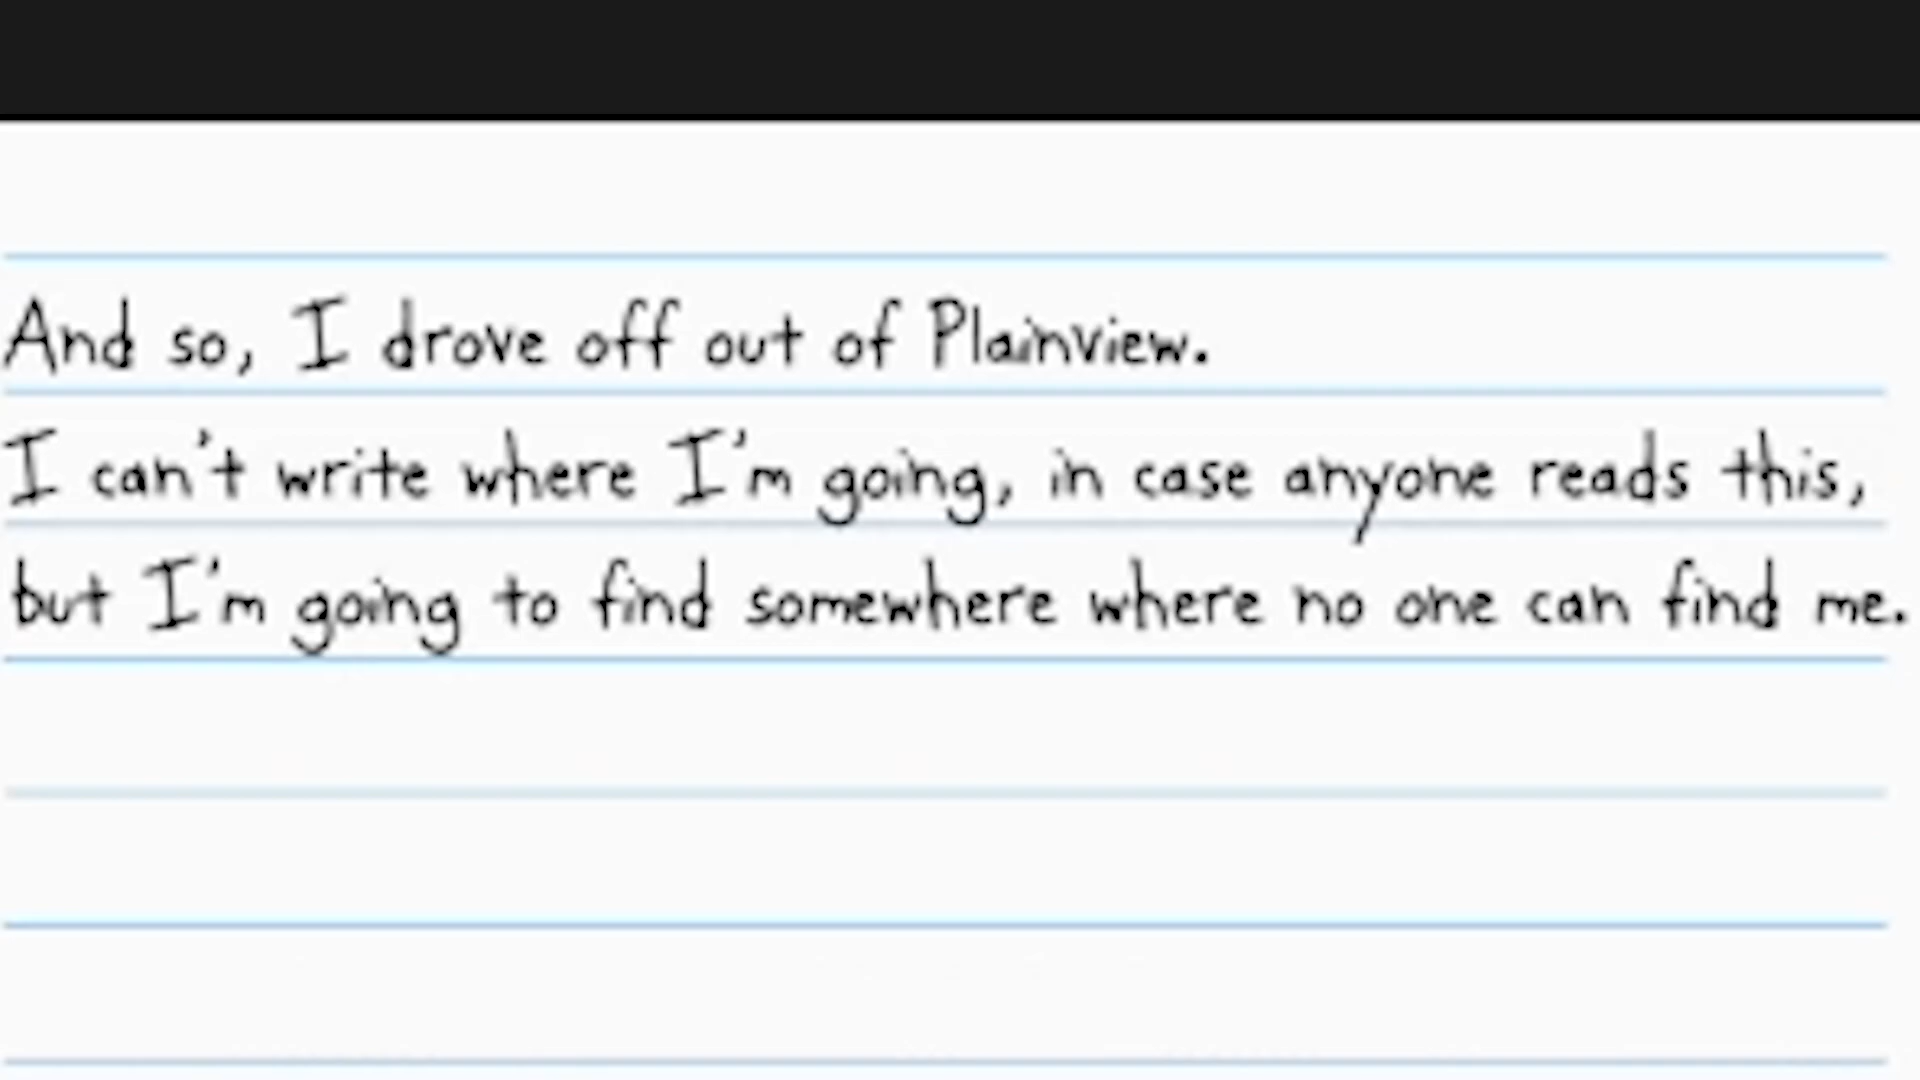 And so, I drove off out of Plainview.
I can't write where I'm going, in case anyone reads this,
but I'm going to find somewhere where no one can find me.